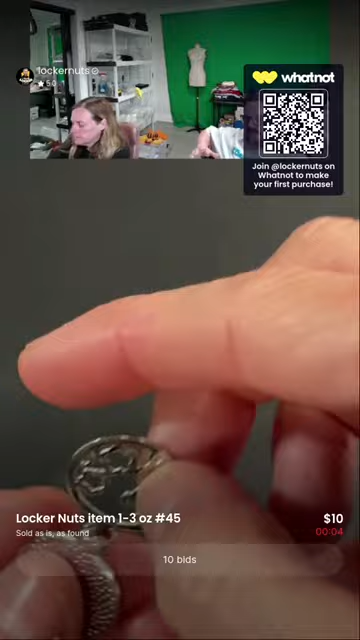 lockernuts
5.0
whatnot
Join @lockernuts on
Whatnot to make
your first purchase!
Locker Nuts item 1-3 oz #45
$10
Sold as is, as found
00:04
10 bids